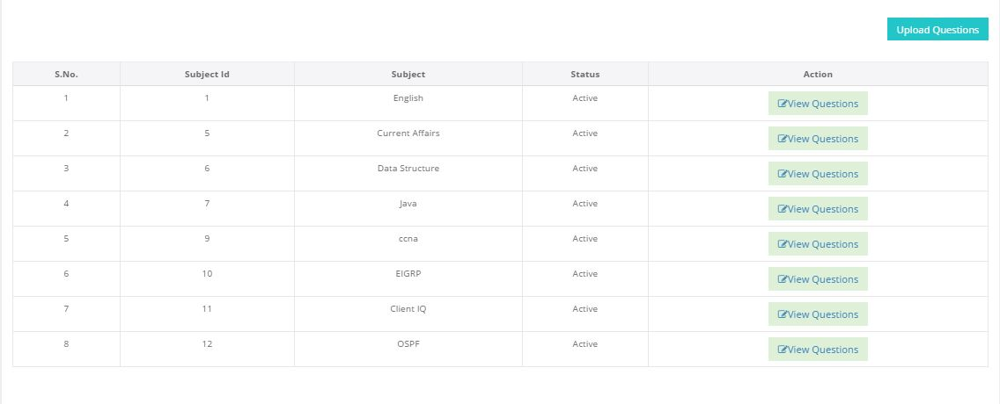 Upload Questions
S.No. Subject Id Subject Status Action
1 1 English Active View Questions
2 5 Current Affairs Active View Questions
3 6 Data Structure Active View Questions
4 7 Java Active View Questions
5 9 ccna Active View Questions
6 10 EIGRP Active View Questions
7 11 Client IQ Active View Questions
8 12 OSPF Active View Questions